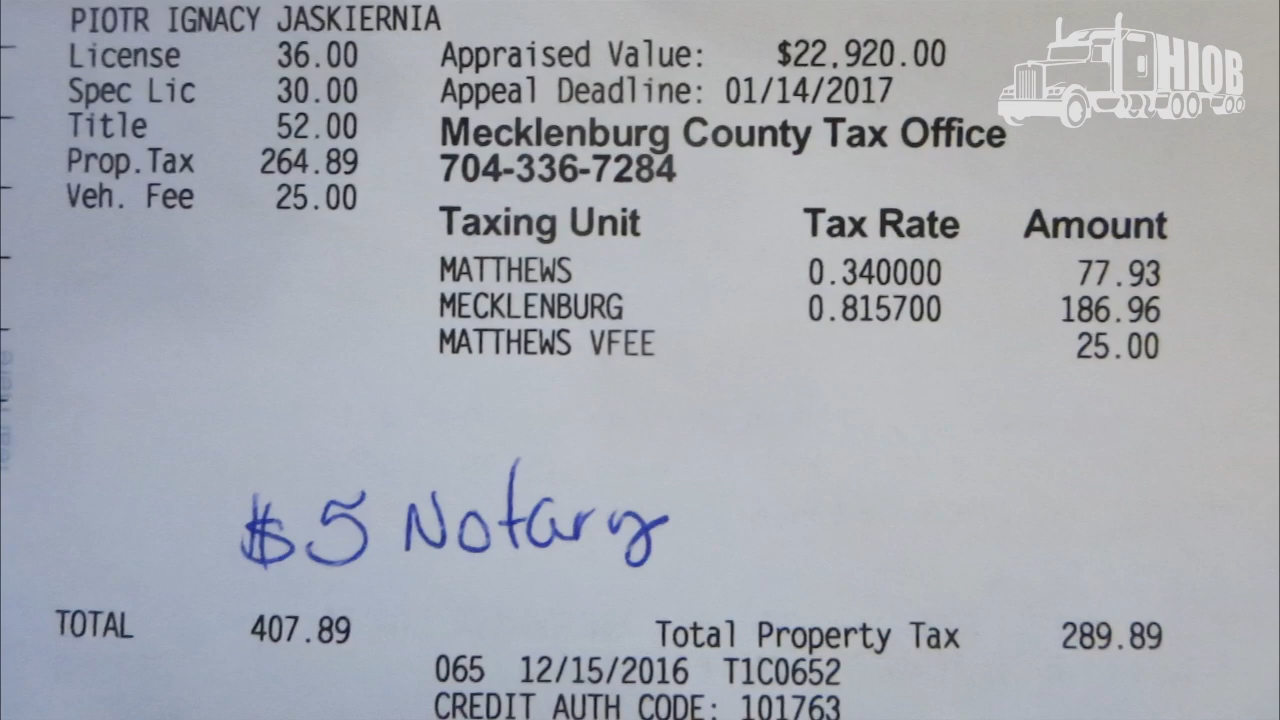 PIOTR IGNACY JASKIERNIA
License 36.00
Spec Lic 30.00
Title 52.00
Prop.Tax 264.89
Veh. Fee 25.00
Appraised Value: $22,920.00
Appeal Deadline: 01/14/2017
Mecklenburg County Tax Office
704-336-7284
Taxing Unit Tax Rate Amount
MATTHEWS 0.340000 77.93
MECKLENBURG 0.815700 186.96
MATTHEWS VFEE 25.00
HIOB
$5 Notary
TOTAL 407.89 Total Property Tax 289.89
065 12/15/2016 T1C0652
CREDIT AUTH CODE: 101763